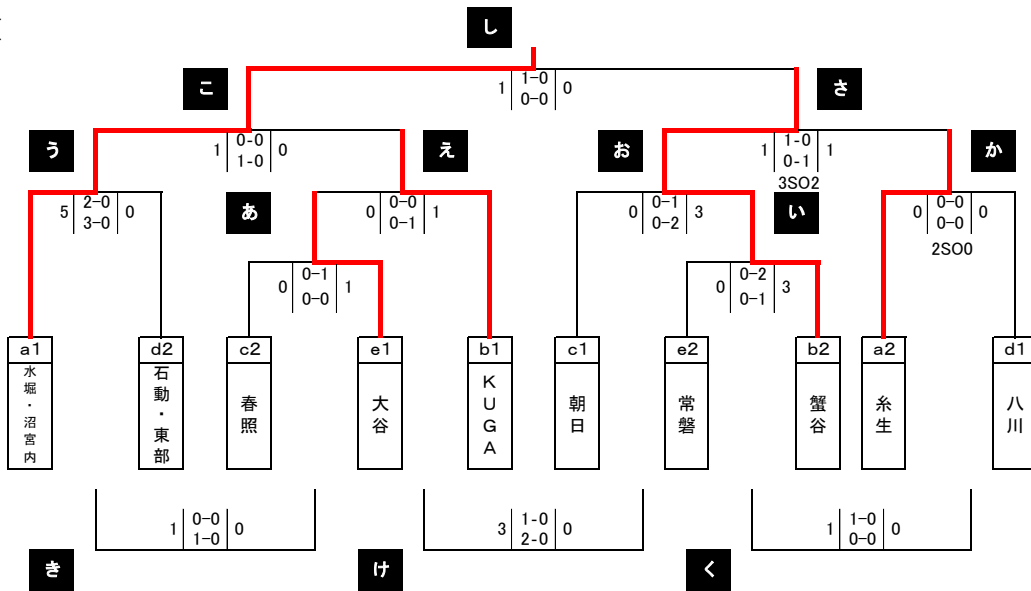 し
こ
1 1-0 0
0-0
さ
う
1 0-0 0
1-0
え
お
1 1-0 1
0-1
3SO2
か
5 2-0 0
3-0
あ
0 0-0 1
0-1
0 0-1 3
0-2
い
0 0-0 0
0-0
2SO0
0 0-1 1
0-0
0 0-2 3
0-1
a1 d2 c2 e1 b1 c1 e2 b2 a2 d1
水堀・沼宮内
石動・東部
春照
大谷
KUGA
朝日
常磐
蟹谷
糸生
八川
1 0-0 0
1-0
3 1-0 0
2-0
1 1-0 0
0-0
き
け
く